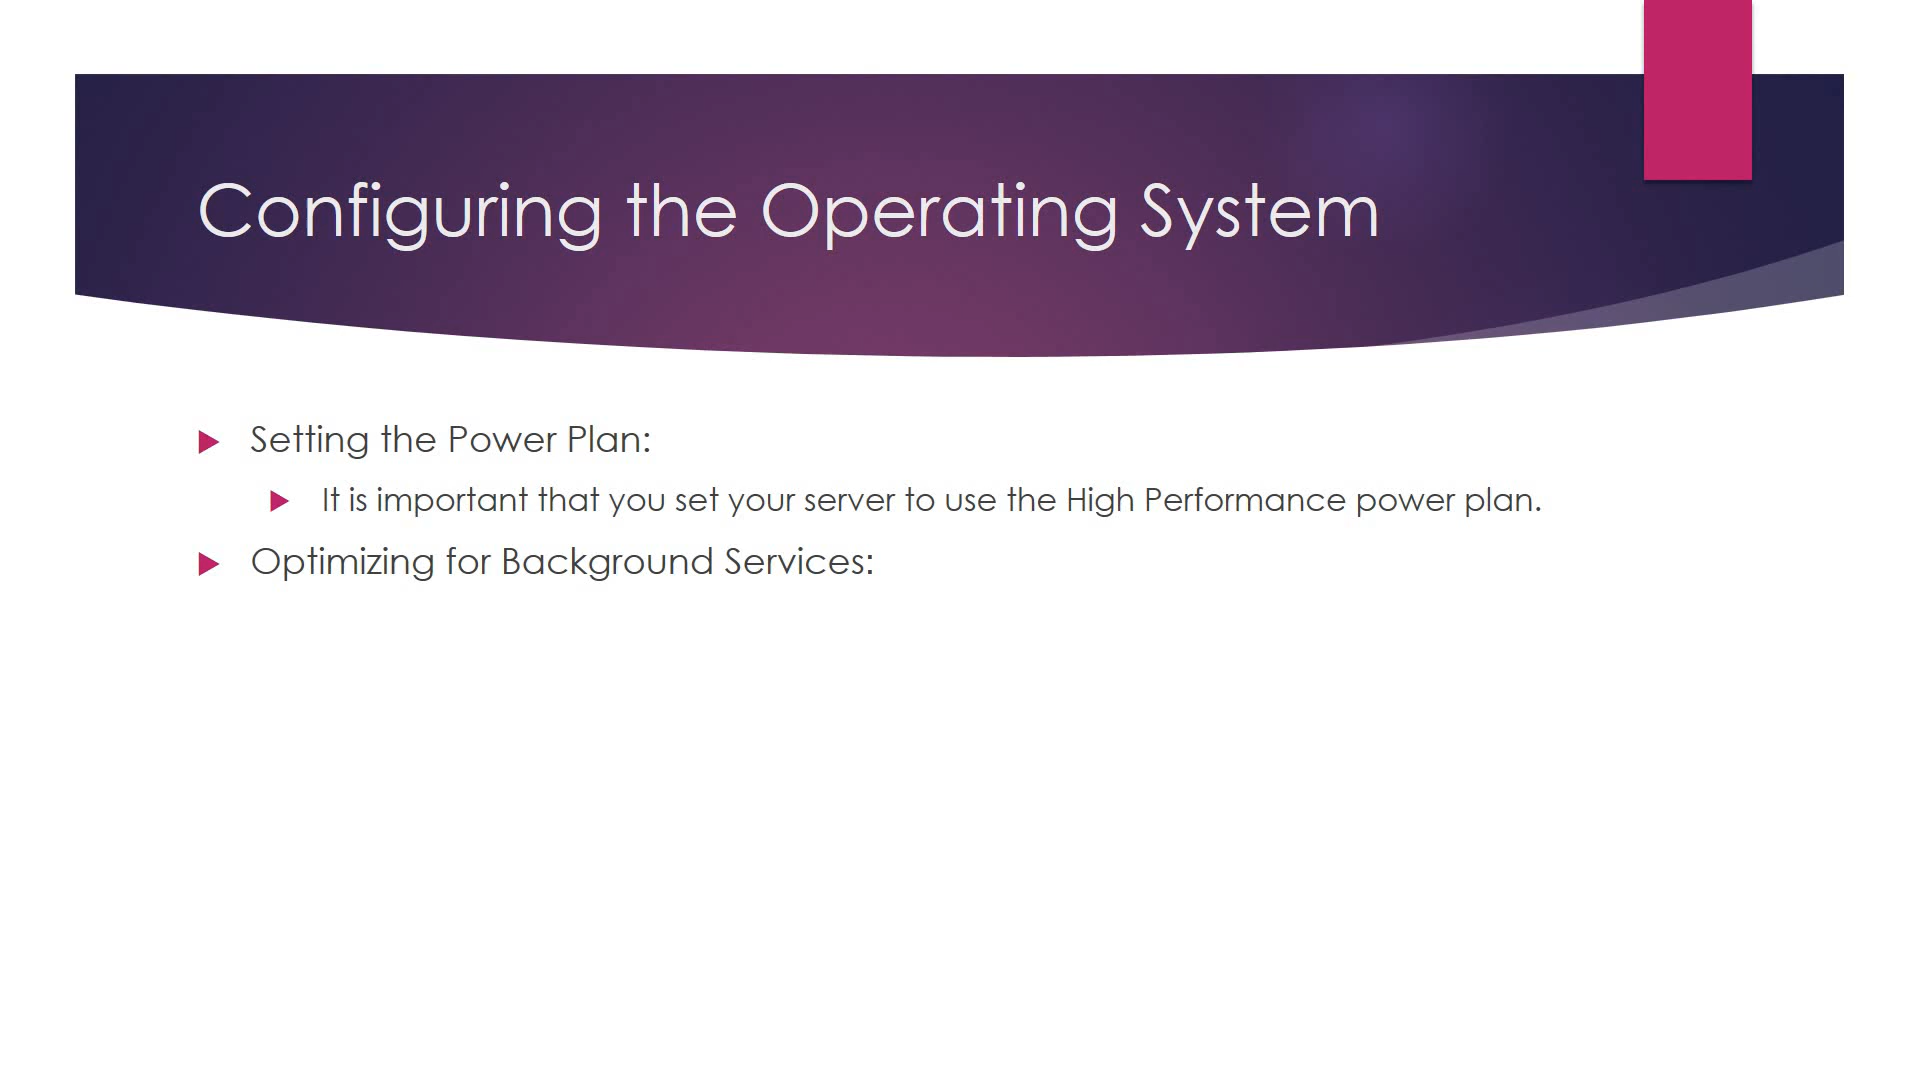 Configuring the Operating System
Setting the Power Plan:
It is important that you set your server to use the High Performance power plan.
Optimizing for Background Services: